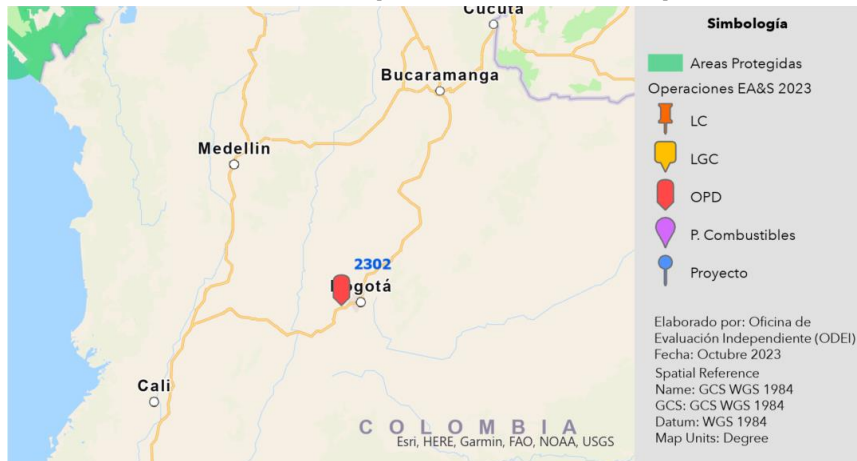 Cúcuta
Bucaramanga
Medellin
2302
Bogotá
Cali
COLOMBIA
Esri, HERE, Garmin, FAO, NOAA, USGS
Simbología
Areas Protegidas
Operaciones EA&S 2023
LC
LGC
OPD
P. Combustibles
Proyecto
Elaborado por: Oficina de
Evaluación Independiente (ODEI)
Fecha: Octubre 2023
Spatial Reference
Name: GCS WGS 1984
GCS: GCS WGS 1984
Datum: WGS 1984
Map Units: Degree